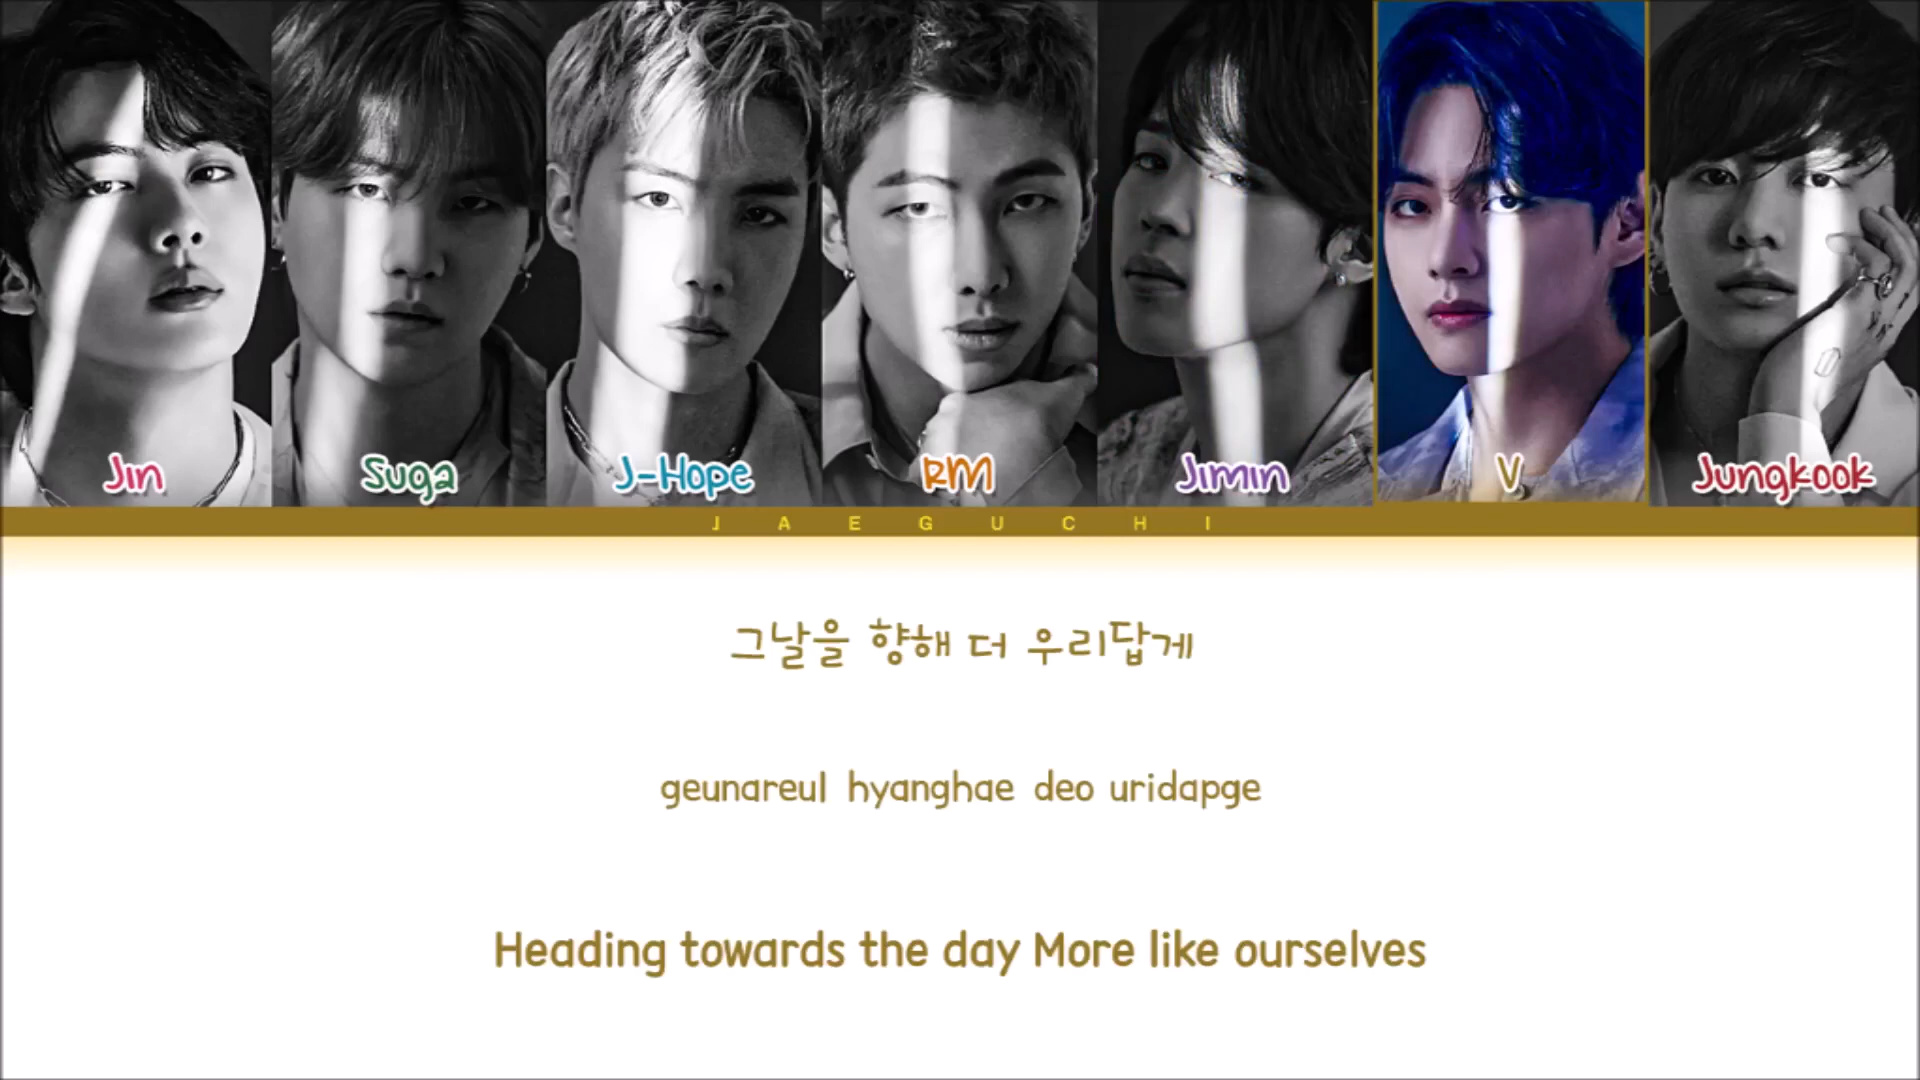 Jin Suga J-Hope RM Jimin V Jungkook
JAEGUCHI
그날을 향해 더 우리답게
geunareul hyanghae deo uridapge
Heading towards the day More like ourselves